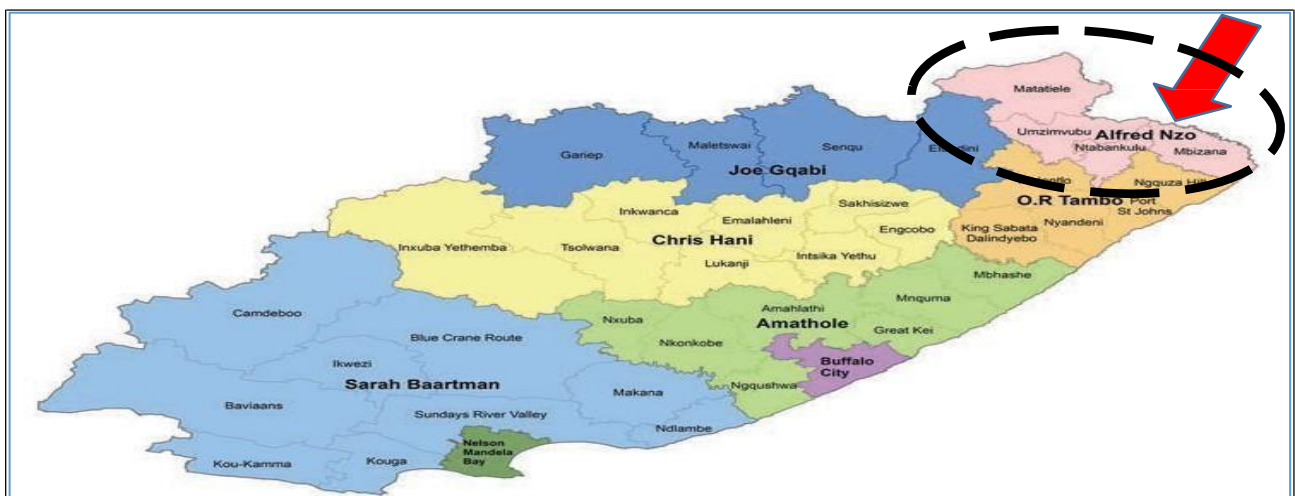 Matatiele
Umzimvubu
Alfred Nzo
Ntabankulu
Mbizana
Gariep
Maletswai
Senqu
Joe Gqabi
Ngquza
O.R Tambo
Port
St Johns
Nyandeni
King Sabata
Dalindyebo
Sakhisizwe
Inkwanca
Emalahleni
Engcobo
Chris Hani
Inxuba Yethemba
Tsolwana
Intsika Yethu
Lukanji
Mbhashe
Mnquma
Amahlathi
Amathole
Great Kei
Nxuba
Nkonkobe
Buffalo
City
Ngqushwa
Camdeboo
Blue Crane Route
Ikwezi
Sarah Baartman
Makana
Baviaans
Sundays River Valley
Ndlambe
Nelson
Mandela
Bay
Kouga
Kou-Kamma